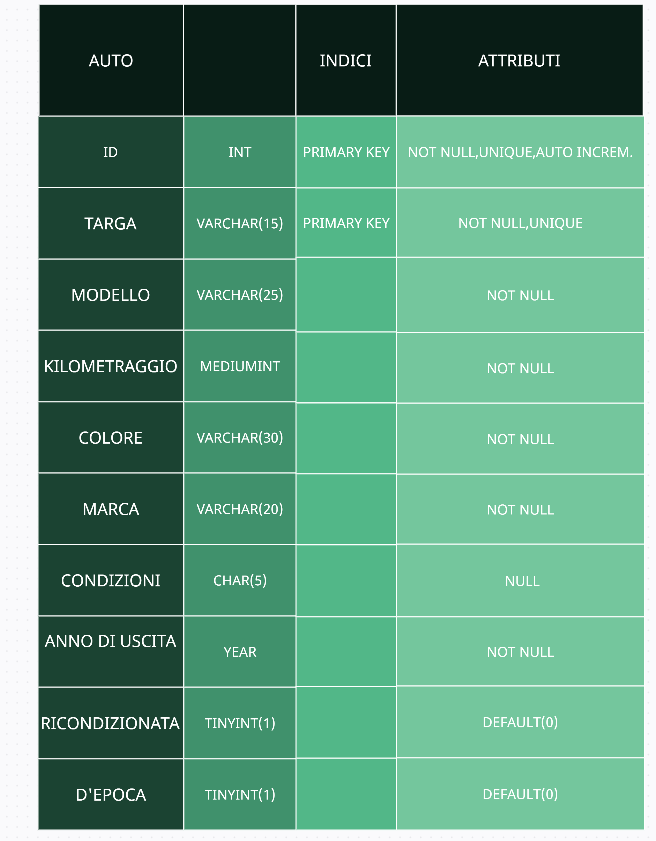 AUTO INDICI ATTRIBUTI
ID INT PRIMARY KEY NOT NULL,UNIQUE,AUTO INCREM.
TARGA VARCHAR(15) PRIMARY KEY NOT NULL,UNIQUE
MODELLO VARCHAR(25) NOT NULL
KILOMETRAGGIO MEDIUMINT NOT NULL
COLORE VARCHAR(30) NOT NULL
MARCA VARCHAR(20) NOT NULL
CONDIZIONI CHAR(5) NULL
ANNO DI USCITA YEAR NOT NULL
RICONDIZIONATA TINYINT(1) DEFAULT(0)
D'EPOCA TINYINT(1) DEFAULT(0)